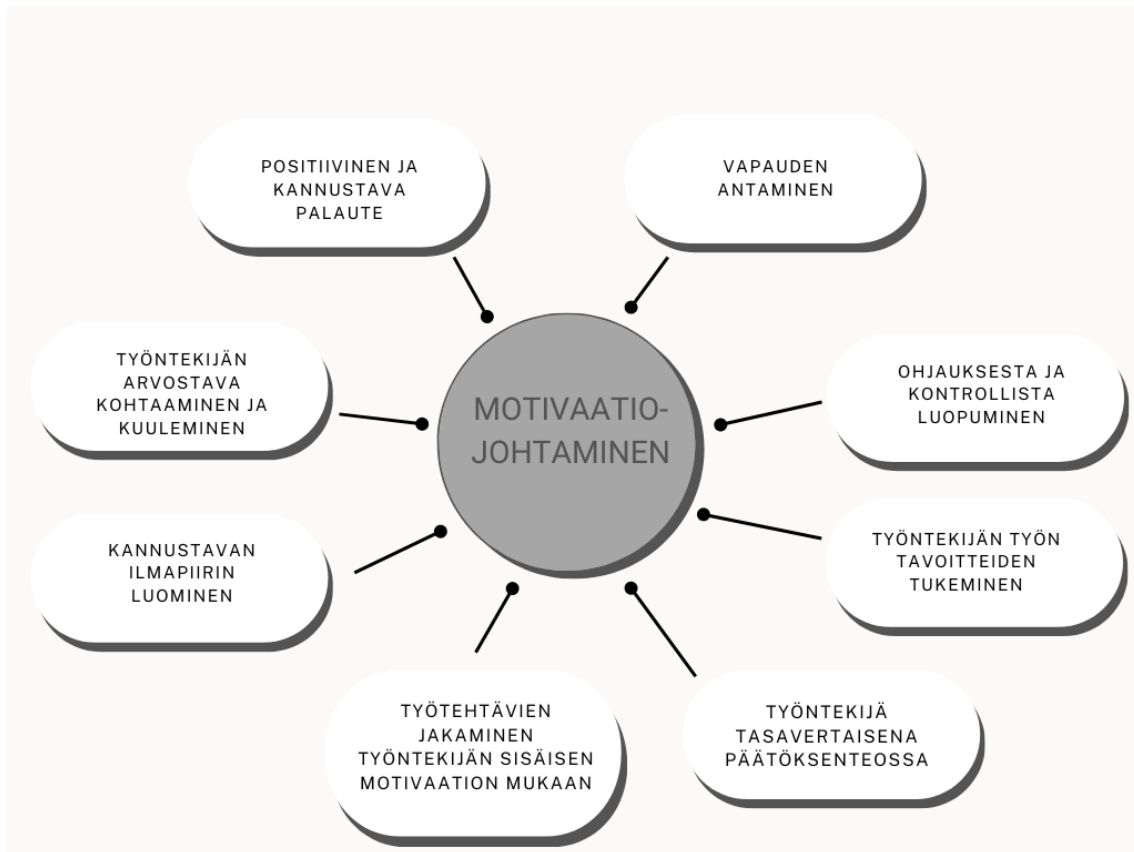 POSITIIVINEN JA
KANNUSTAVA
PALAUTE
VAPAUDEN
ANTAMINEN
TYÖNTEKIJÄN
ARVOSTAVA
KOHTAAMINEN JA
KUULEMINEN
MOTIVAATIO-
JOHTAMINEN
OHJAUKSESTA JA
KONTROLLISTA
LUOPUMINEN
KANNUSTAVAN
ILMAPIIRIN
LUOMINEN
TYÖNTEKIJÄN TYÖN
TAVOITTEIDEN
TUKEMINEN
TYÖTEHTÄVIEN
JAKAMINEN
TYÖNTEKIJÄN SISÄISEN
MOTIVAATION MUKAAN
TYÖNTEKIJÄ
TASAVERTAISENA
PÄÄTÖKSENTEOSSA